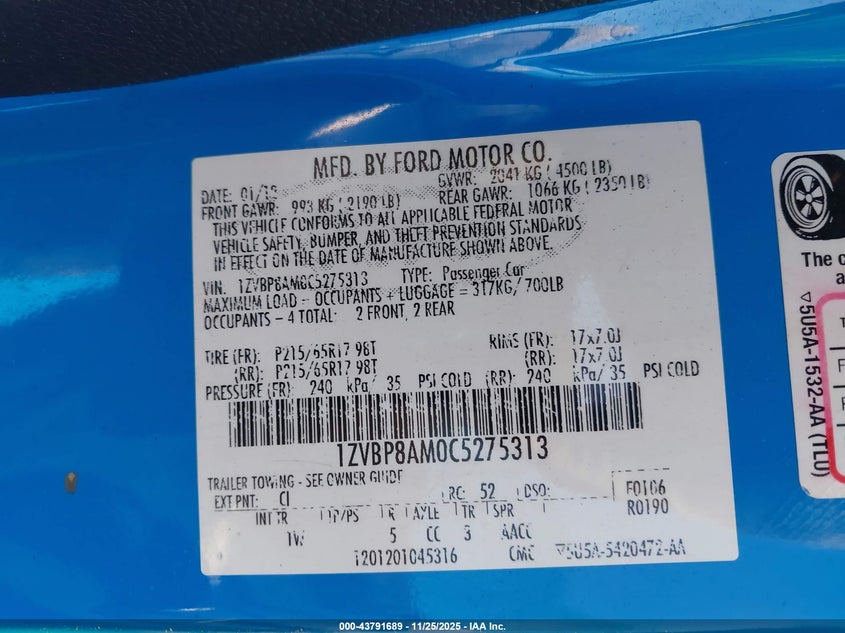 MFD. BY FORD MOTOR CO.
DATE: 01/12 GVWR: 2041 KG (4500 LB)
FRONT GAWR: 993 KG (2190 LB) REAR GAWR: 1066 KG (2350 LB)
THIS VEHICLE CONFORMS TO ALL APPLICABLE FEDERAL MOTOR
VEHICLE SAFETY, BUMPER, AND THEFT PREVENTION STANDARDS
IN EFFECT ON THE DATE OF MANUFACTURE SHOWN ABOVE.
VIN: 1ZVBP8AM0C5275313 TYPE: Passenger Car
MAXIMUM LOAD - OCCUPANTS + LUGGAGE = 317KG/ 700LB
OCCUPANTS - 4 TOTAL: 2 FRONT, 2 REAR
TIRE (FR): P215/65R17 98T RIMS (FR): 17x7.0J
(RR): P215/65R17 98T (RR): 17x7.0J
PRESSURE (FR): 240 kPa/ 35 PSI COLD (RR): 240 kPa/ 35 PSI COLD
1ZVBP8AM0C5275313
TRAILER TOWING - SEE OWNER GUIDE
EXT PNT: CI RC: 52 DSO: F0106
INT TR TP/PS R AXLE TR SPR R0190
5 CC 3 AACC
1201201045316 CMC ▽5U5A-5420472-AA
The c
a
▽5U5A-1532-AA (TLU)
000-43791689 - 11/25/2025 - IAA Inc.